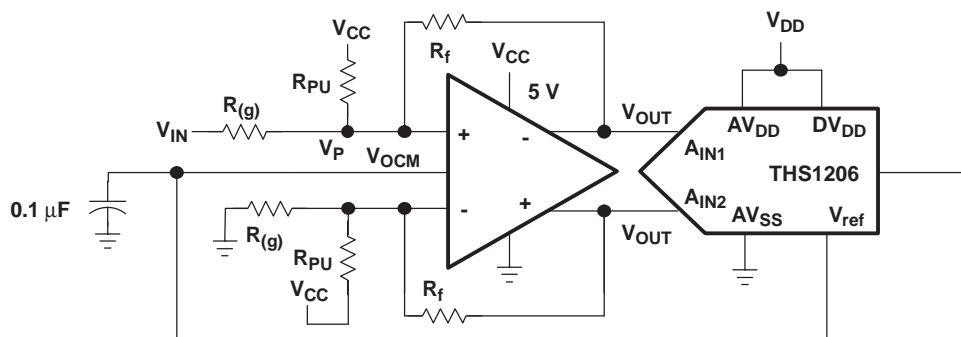 V_DD
V_CC
R_f
V_CC
R_PU
5 V
R_(g)
V_OUT
V_IN
AV_DD
DV_DD
+
-
V_P
V_OCM
A_IN1
THS1206
0.1 μF
-
+
A_IN2
AV_SS
V_ref
R_(g)
V_OUT
R_PU
V_CC
R_f